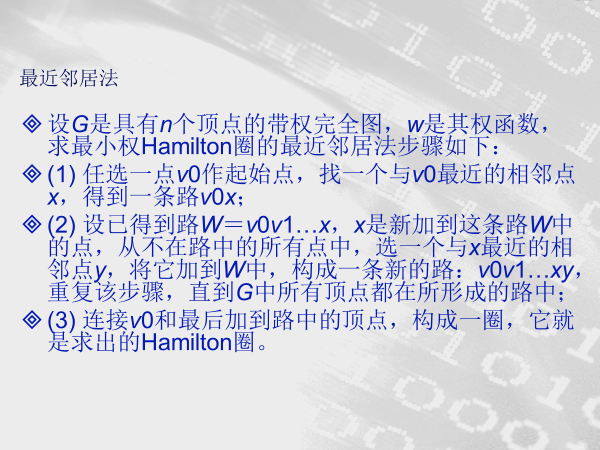 最近邻居法
设G是具有n个顶点的带权完全图，w是其权函数，
求最小权Hamilton圈的最近邻居法步骤如下：
(1) 任选一点v0作起始点，找一个与v0最近的相邻点
x，得到一条路v0x；
(2) 设已得到路W＝v0v1…x，x是新加到这条路W中
的点，从不在路中的所有点中，选一个与x最近的相
邻点y，将它加到W中，构成一条新的路：v0v1…xy，
重复该步骤，直到G中所有顶点都在所形成的路中；
(3) 连接v0和最后加到路中的顶点，构成一圈，它就
是求出的Hamilton圈。